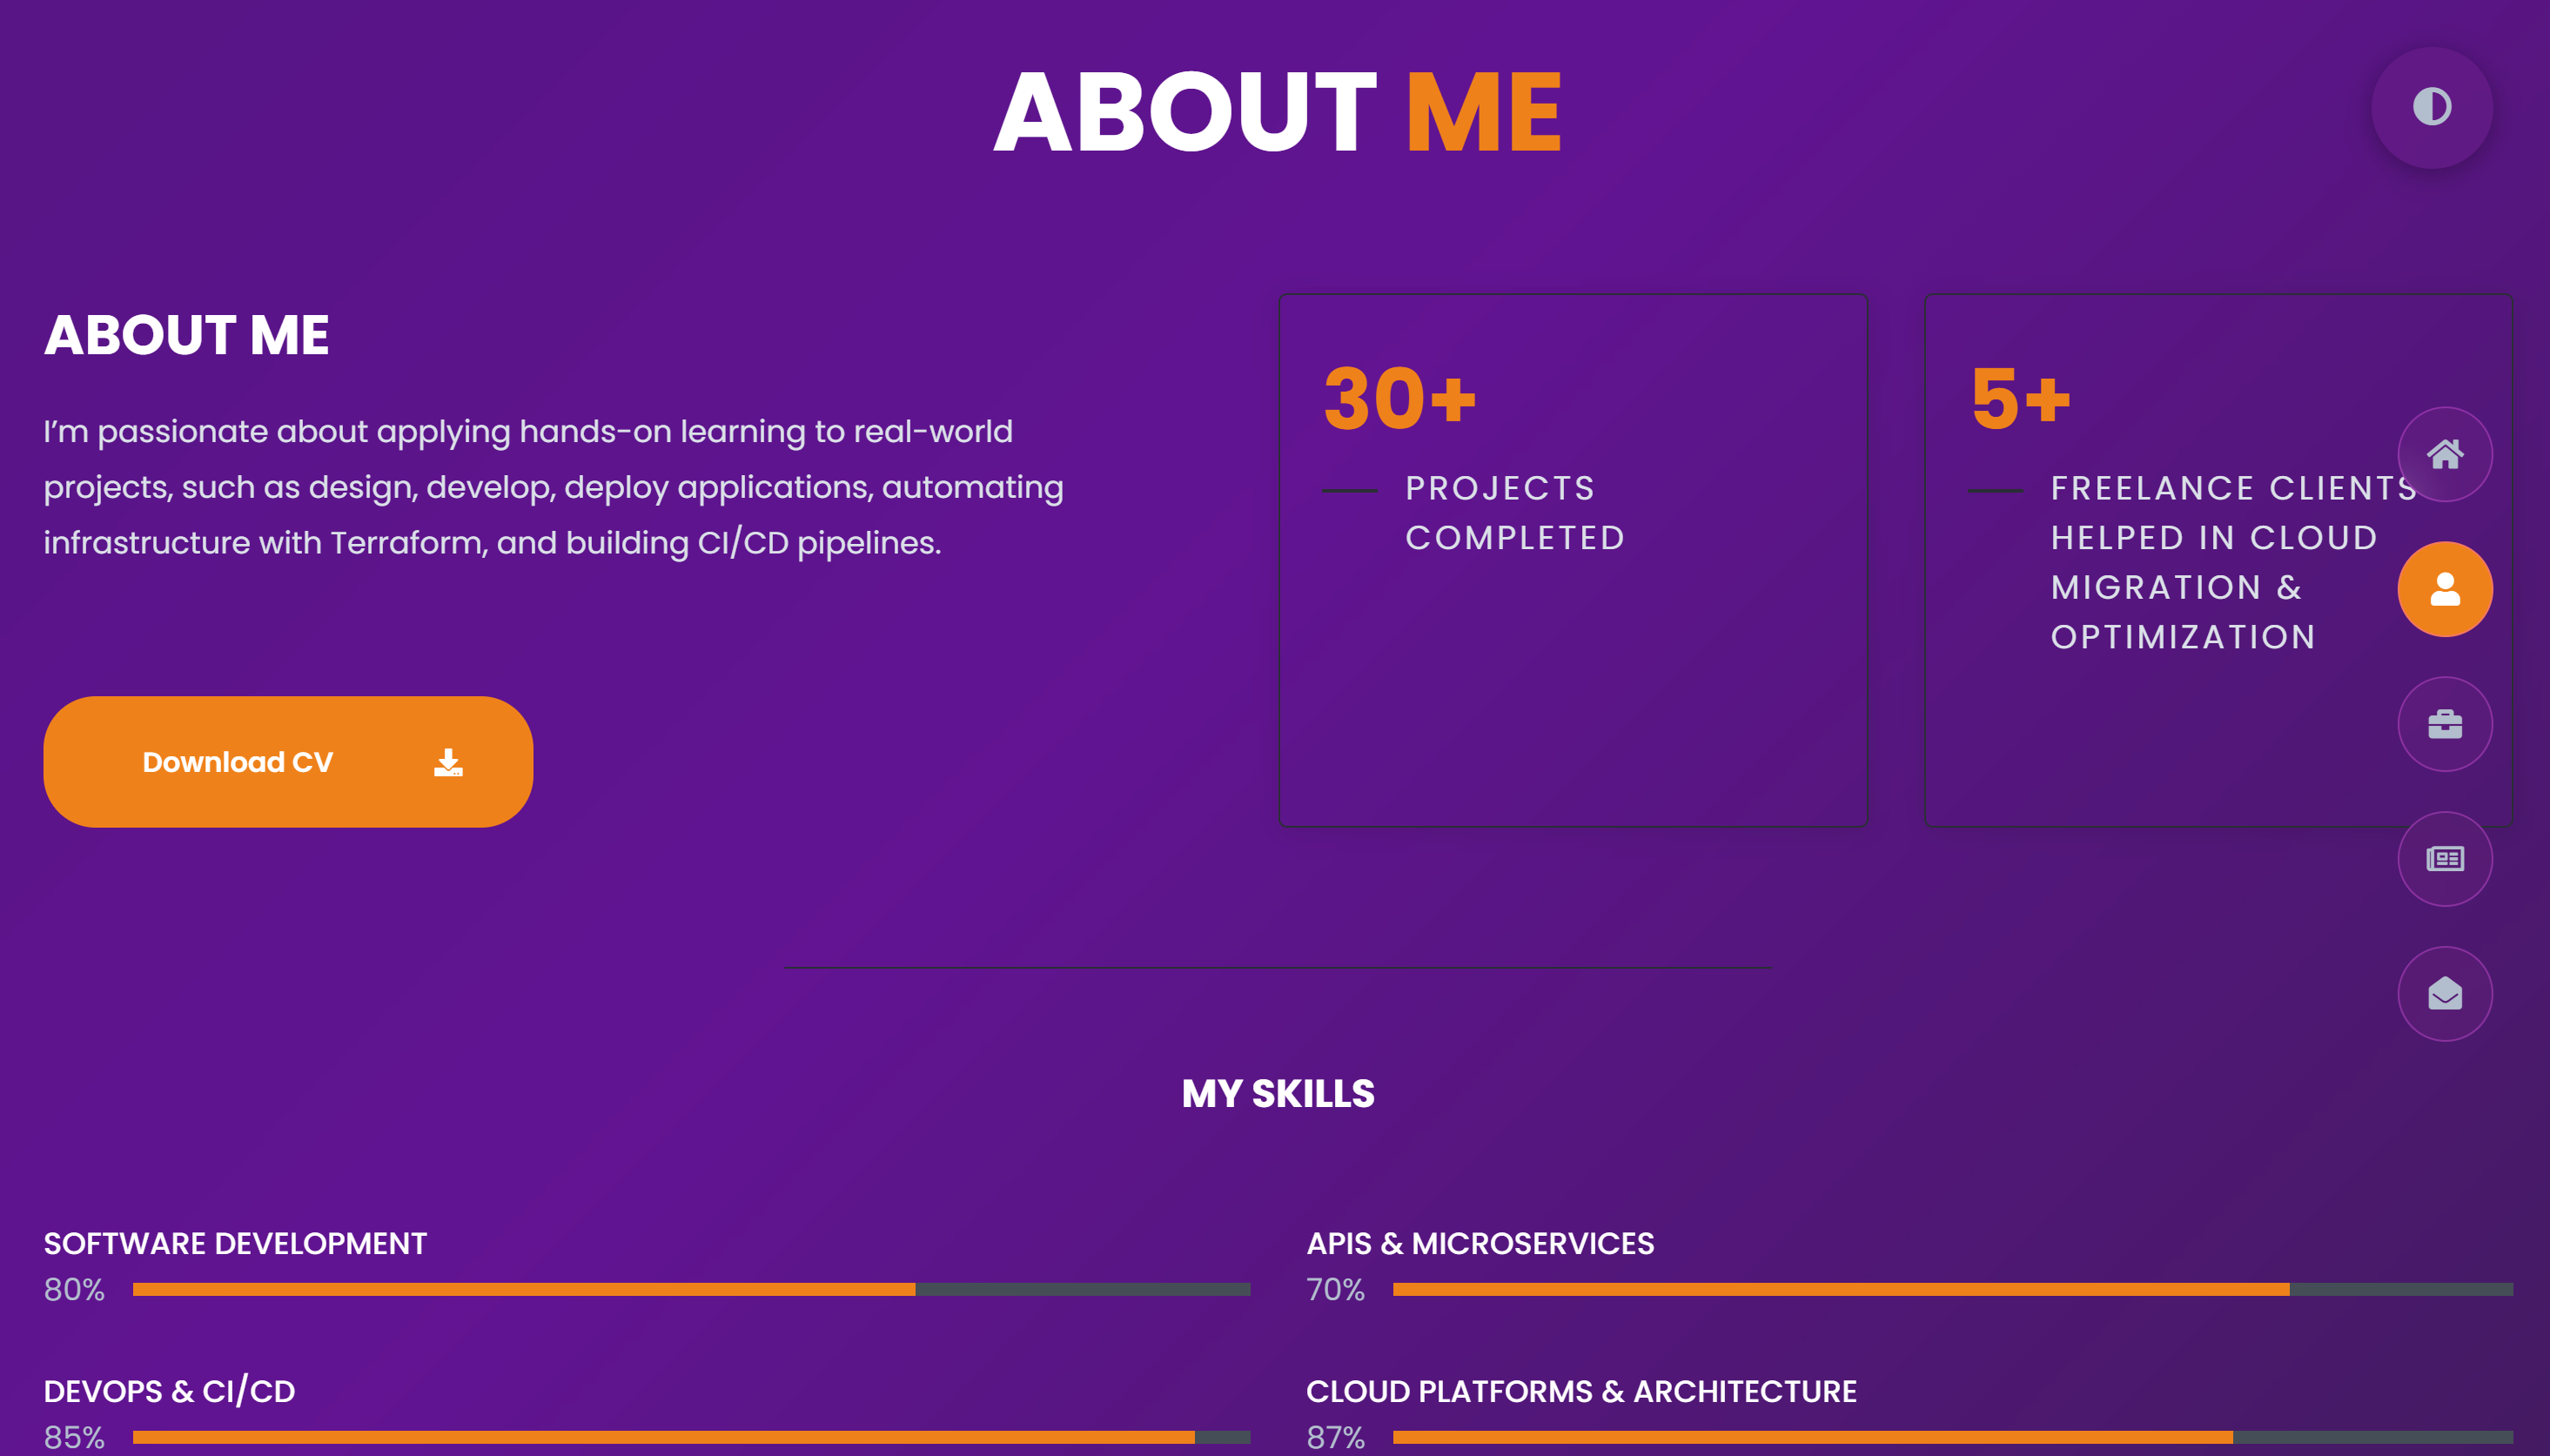 ABOUT ME
ABOUT ME
I'm passionate about applying hands-on learning to real-world
projects, such as design, develop, deploy applications, automating
infrastructure with Terraform, and building CI/CD pipelines.
Download CV
30+
PROJECTS
COMPLETED
5+
FREELANCE CLIENTS
HELPED IN CLOUD
MIGRATION &
OPTIMIZATION
MY SKILLS
SOFTWARE DEVELOPMENT
80%
APIS & MICROSERVICES
70%
DEVOPS & CI/CD
85%
CLOUD PLATFORMS & ARCHITECTURE
87%